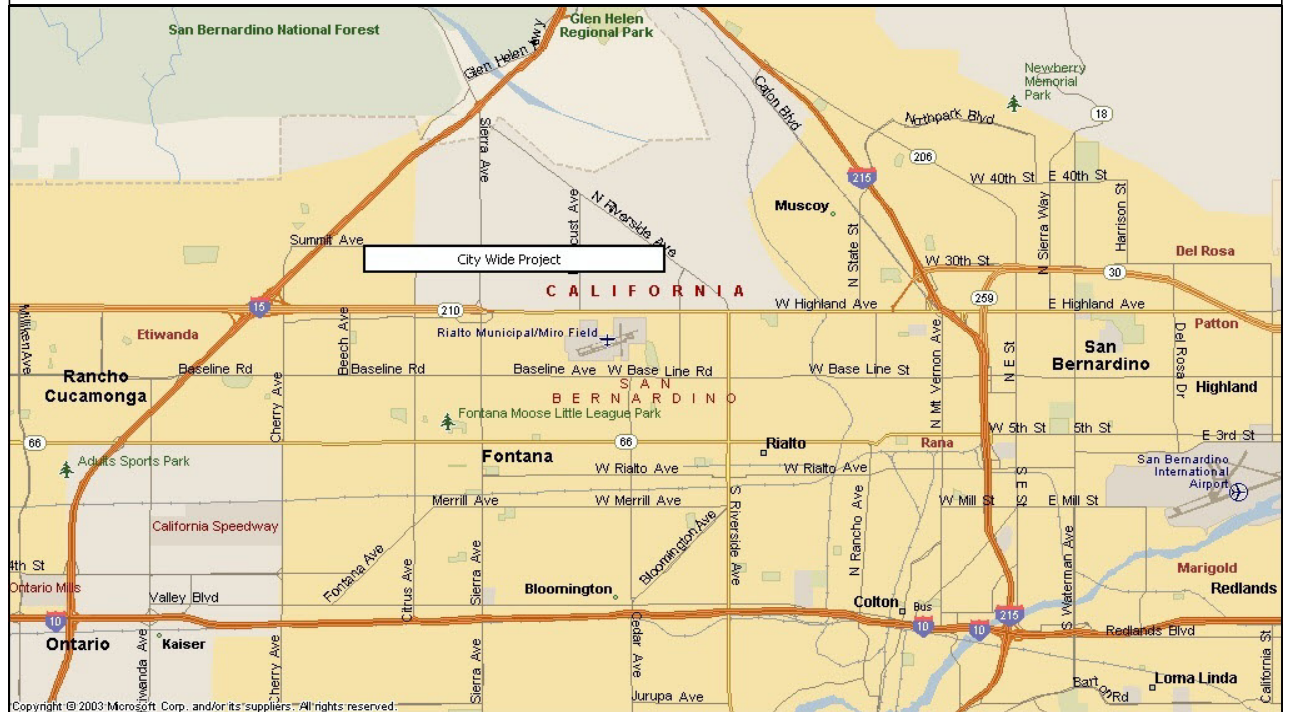 San Bernardino National Forest
Glen Helen
Regional Park
Glen Helen Pkwy
Newberry
Memorial
Park
18
Cajon Blvd
Northpark Blvd
206
Sierra Ave
215
W 40th St
E 40th St
N Riverside Ave
Muscoy
N State St
N Sierra Way
Harrison St
Summit Ave
City Wide Project
Del Rosa
W 30th St
30
CALIFORNIA
15
210
W Highland Ave
259
E Highland Ave
Milliken Ave
Etiwanda
Beech Ave
Rialto Municipal/Miro Field
N Mt Vernon Ave
Patton
San
Bernardino
N E St
Del Rosa Dr
Rancho
Cucamonga
Baseline Rd
Baseline Rd
Baseline Ave
W Base Line Rd
W Base Line St
Highland
SAN
BERNARDINO
Cherry Ave
Fontana Moose Little League Park
66
66
W 5th St
5th St
E 3rd St
Adults Sports Park
Fontana
Rialto
Rana
W Rialto Ave
W Rialto Ave
San Bernardino
International
Airport
Merrill Ave
W Merrill Ave
S Riverside Ave
W Mill St
S E St
E Mill St
California Speedway
N Rancho Ave
Bloomington Ave
4th St
Fontana Ave
Citrus Ave
Sierra Ave
S Waterman Ave
Marigold
Ontario Mills
Valley Blvd
Bloomington
Redlands
Colton
Bus
10
10
10
215
Redlands Blvd
Ontario
Kaiser
Cherry Ave
Sierra Ave
Cedar Ave
California St
Loma Linda
Barton Rd
Jurupa Ave
Copyright © 2003 Microsoft Corp. and/or its suppliers. All rights reserved.